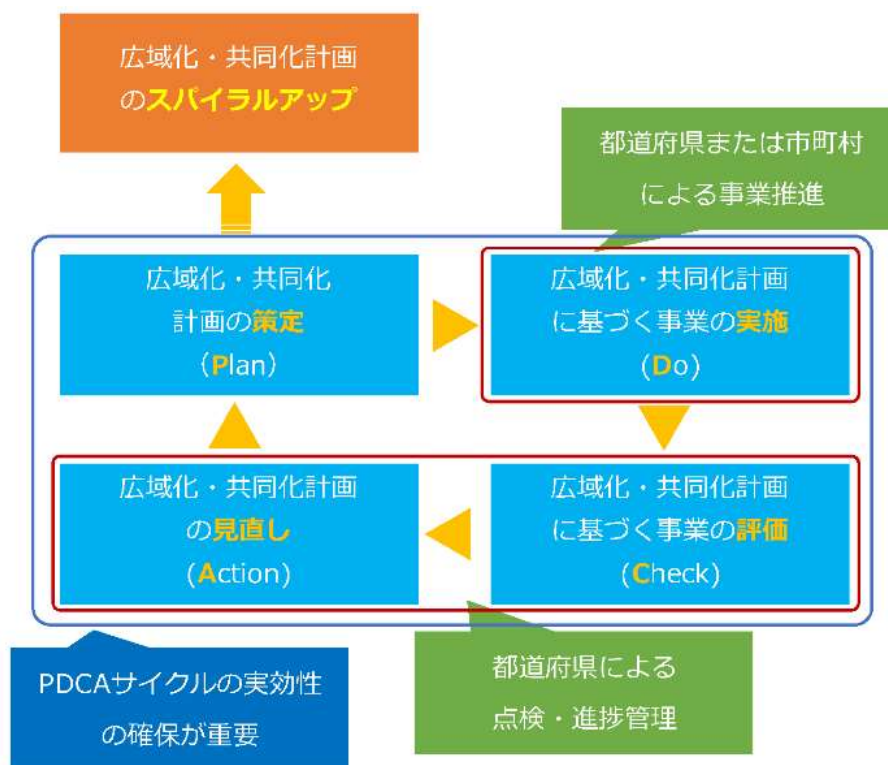 広域化・共同化計画
のスパイラルアップ
都道府県または市町村
による事業推進
広域化・共同化
計画の策定
(Plan)
広域化・共同化計画
に基づく事業の実施
(Do)
広域化・共同化計画
の見直し
(Action)
広域化・共同化計画
に基づく事業の評価
(Check)
PDCAサイクルの実効性
の確保が重要
都道府県による
点検・進捗管理